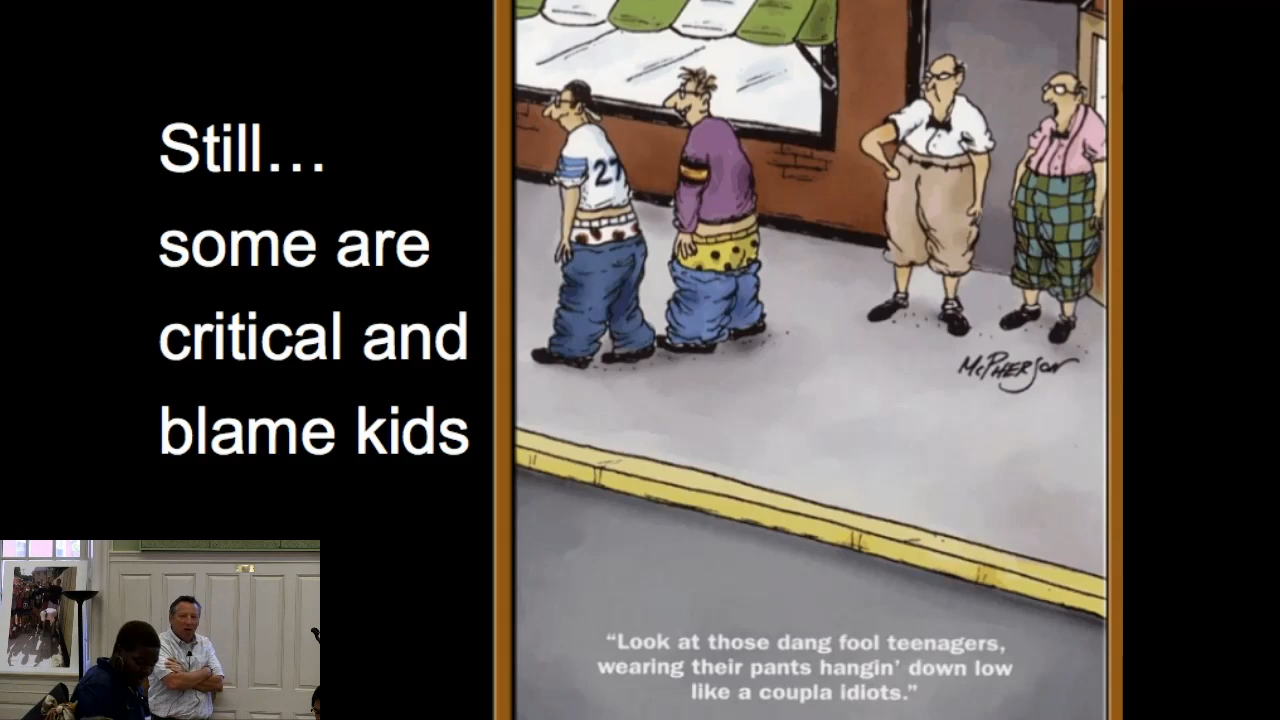 Still…
some are
critical and
blame kids
27
McPHERSON
“Look at those dang fool teenagers,
wearing their pants hangin’ down low
like a coupla idiots.”